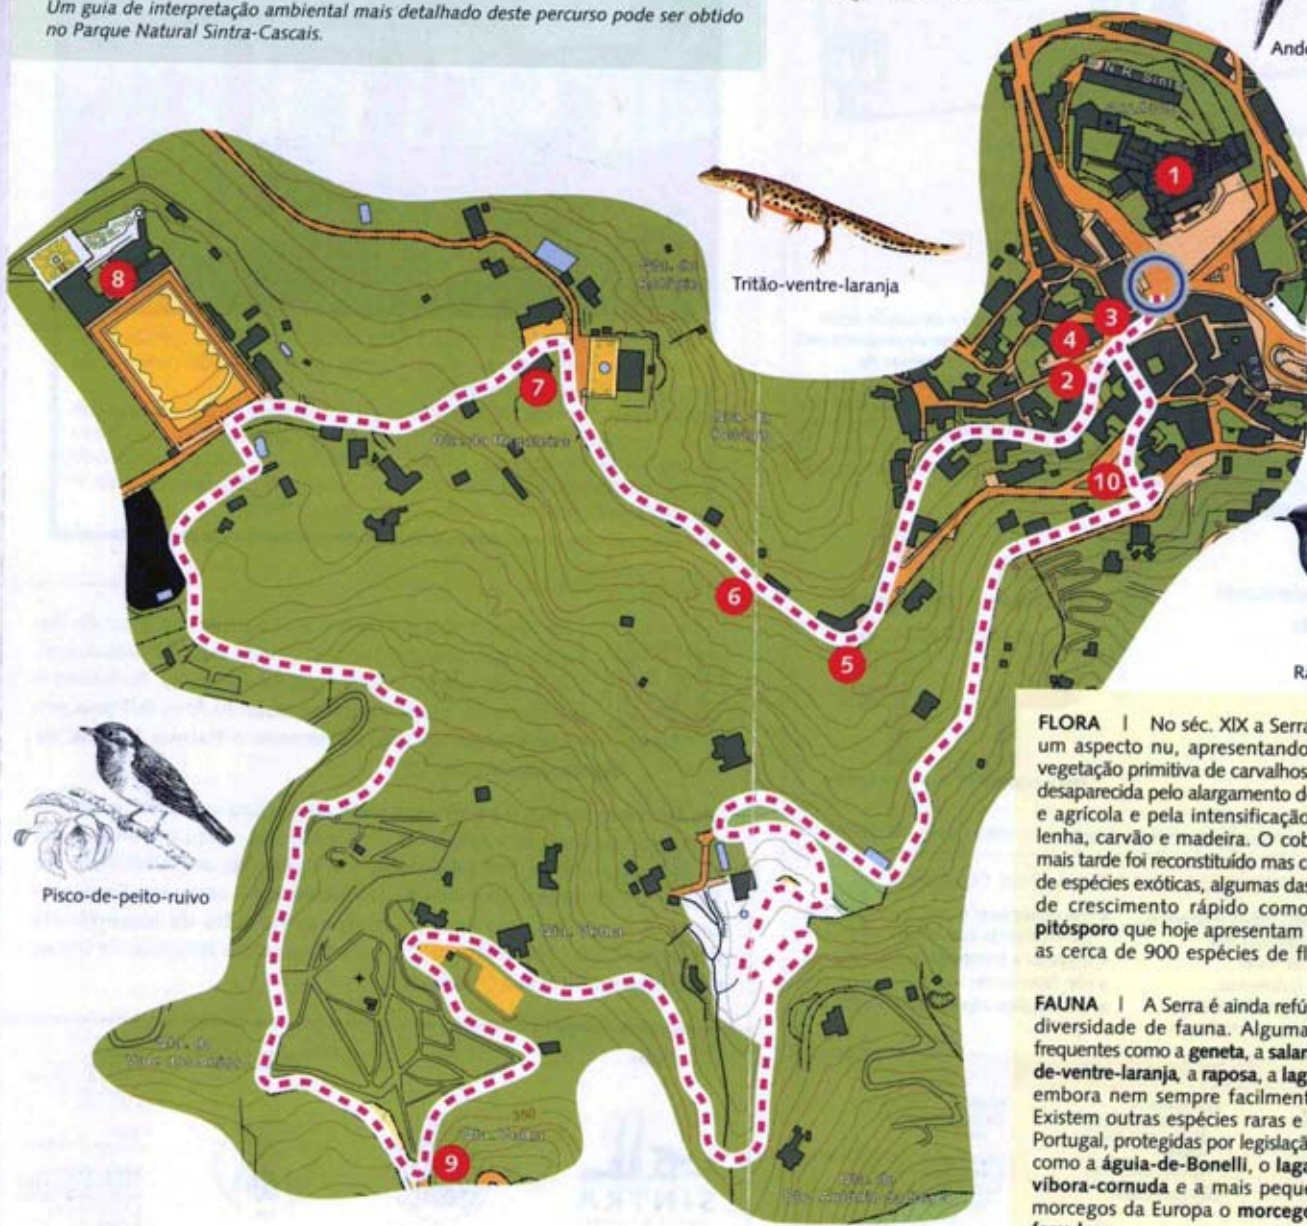 Um guia de interpretação ambiental mais detalhado deste percurso pode ser obtido
no Parque Natural Sintra-Cascais.
Tritão-ventre-laranja
Pisco-de-peito-ruivo
1
2
3
4
5
6
7
8
9
10
350
FLORA | No séc. XIX a Serra
um aspecto nu, apresentando
vegetação primitiva de carvalhos
desaparecida pelo alargamento d
e agrícola e pela intensificação
lenha, carvão e madeira. O cob
mais tarde foi reconstituído mas c
de espécies exóticas, algumas das
de crescimento rápido como
pitósporo que hoje apresentam
as cerca de 900 espécies de fl
FAUNA | A Serra é ainda refú
diversidade de fauna. Alguma
frequentes como a geneta, a salar
de-ventre-laranja, a raposa, a lag
embora nem sempre facilment
Existem outras espécies raras e
Portugal, protegidas por legislaç
como a águia-de-Bonelli, o laga
víbora-cornuda e a mais peque
morcegos da Europa o morceg